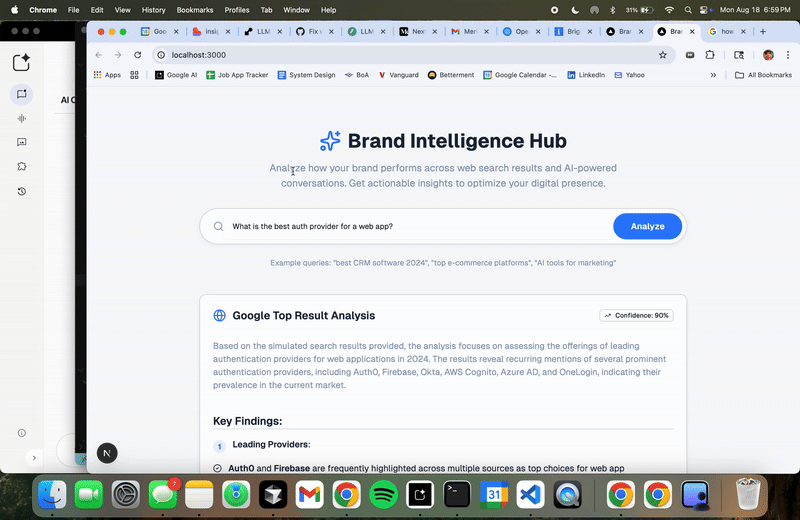 Chrome File Edit View History Bookmarks Profiles Tab Window Help 31% Mon Aug 18 6:59 PM
Goo insig LLM Fix LLM Nex Mer Ope Brig Bran Bran how
localhost:3000
Apps Google AI Job App Tracker System Design BoA Vanguard Betterment Google Calendar -... LinkedIn Yahoo All Bookmarks
AI C
Brand Intelligence Hub
Analyze how your brand performs across web search results and AI-powered
conversations. Get actionable insights to optimize your digital presence.
What is the best auth provider for a web app? Analyze
Example queries: "best CRM software 2024", "top e-commerce platforms", "AI tools for marketing"
Google Top Result Analysis Confidence: 90%
Based on the simulated search results provided, the analysis focuses on assessing the offerings of leading
authentication providers for web applications in 2024. The results reveal recurring mentions of several prominent
authentication providers, including Auth0, Firebase, Okta, AWS Cognito, Azure AD, and OneLogin, indicating their
prevalence in the current market.
Key Findings:
1 Leading Providers:
Auth0 and Firebase are frequently highlighted across multiple sources as top choices for web app
N
7
31